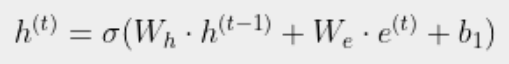 h^{(t)} = σ(W_h · h^{(t-1)} + W_e · e^{(t)} + b_1)